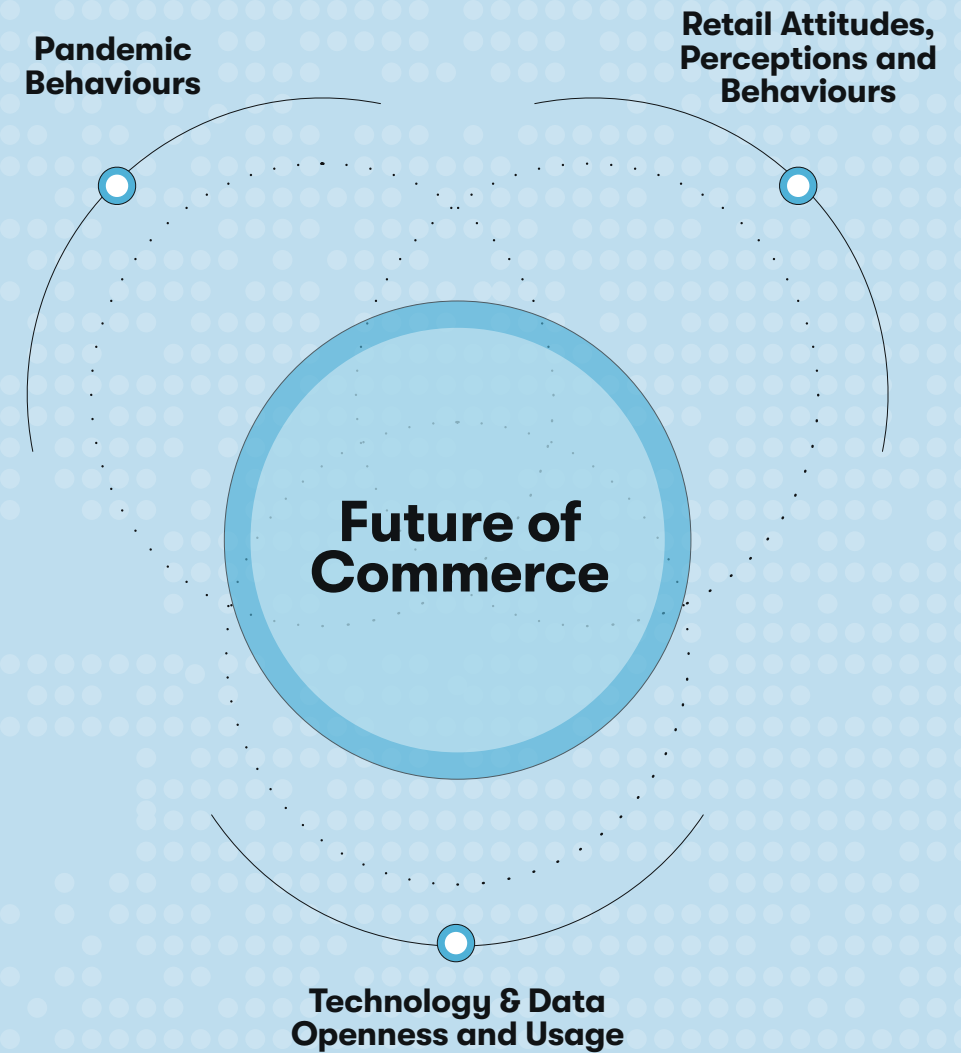 Pandemic
Behaviours
Retail Attitudes,
Perceptions and
Behaviours
Future of
Commerce
Technology & Data
Openness and Usage